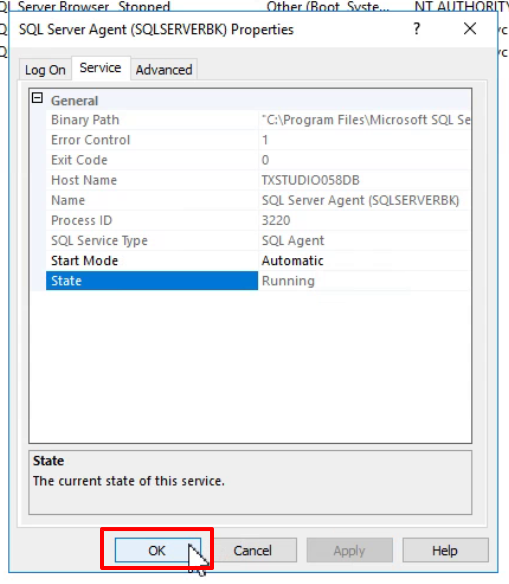 QL Server Browser Stopped Other (Boot, Syste... NT AUTHORITY
SQL Server Agent (SQLSERVERBK) Properties ? ×
Log On Service Advanced
General
Binary Path "C:\Program Files\Microsoft SQL Se
Error Control 1
Exit Code 0
Host Name TXSTUDIO058DB
Name SQL Server Agent (SQLSERVERBK)
Process ID 3220
SQL Service Type SQL Agent
Start Mode Automatic
State Running
State
The current state of this service.
OK Cancel Apply Help